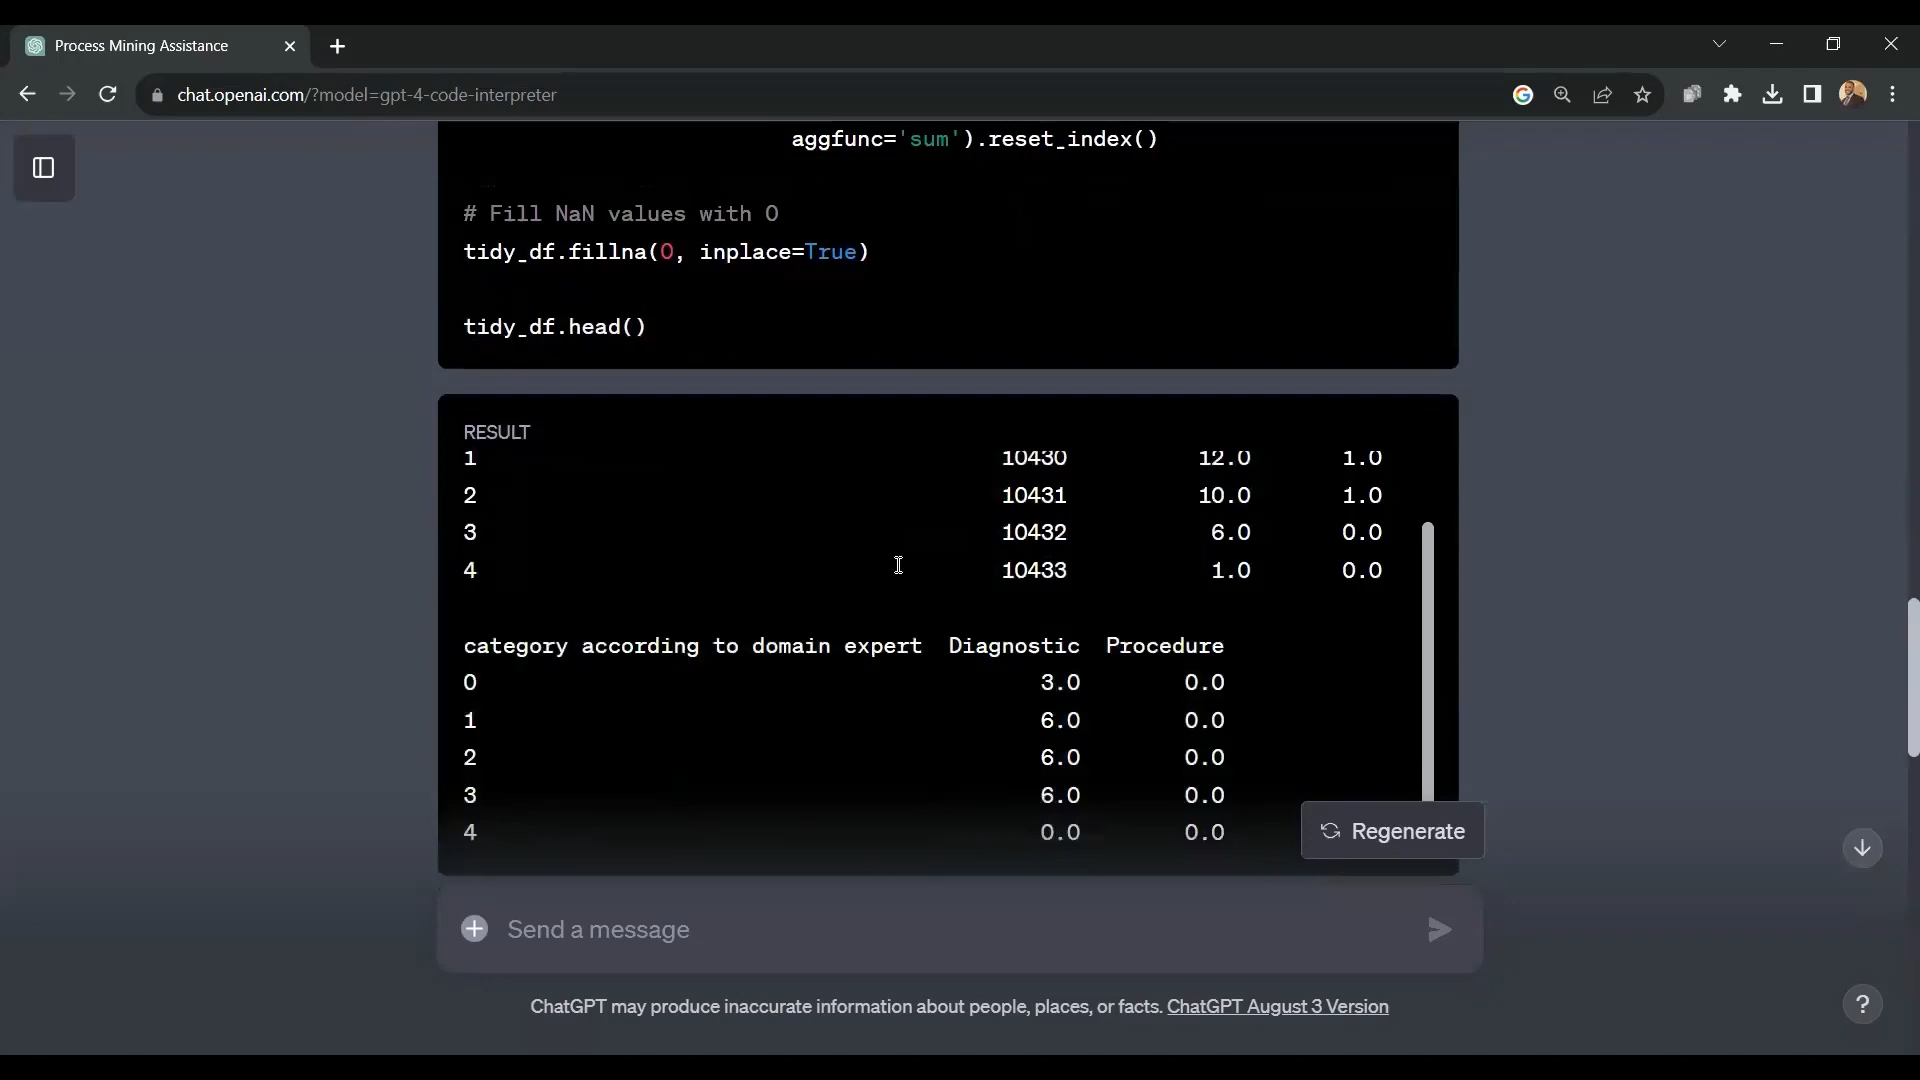 Process Mining Assistance
chat.openai.com/?model=gpt-4-code-interpreter
aggfunc='sum').reset_index()
# Fill NaN values with 0
tidy_df.fillna(0, inplace=True)
tidy_df.head()
RESULT
1 10430 12.0 1.0
2 10431 10.0 1.0
3 10432 6.0 0.0
4 10433 1.0 0.0
category according to domain expert Diagnostic Procedure
0 3.0 0.0
1 6.0 0.0
2 6.0 0.0
3 6.0 0.0
4 0.0 0.0
Regenerate
Send a message
ChatGPT may produce inaccurate information about people, places, or facts. ChatGPT August 3 Version
?